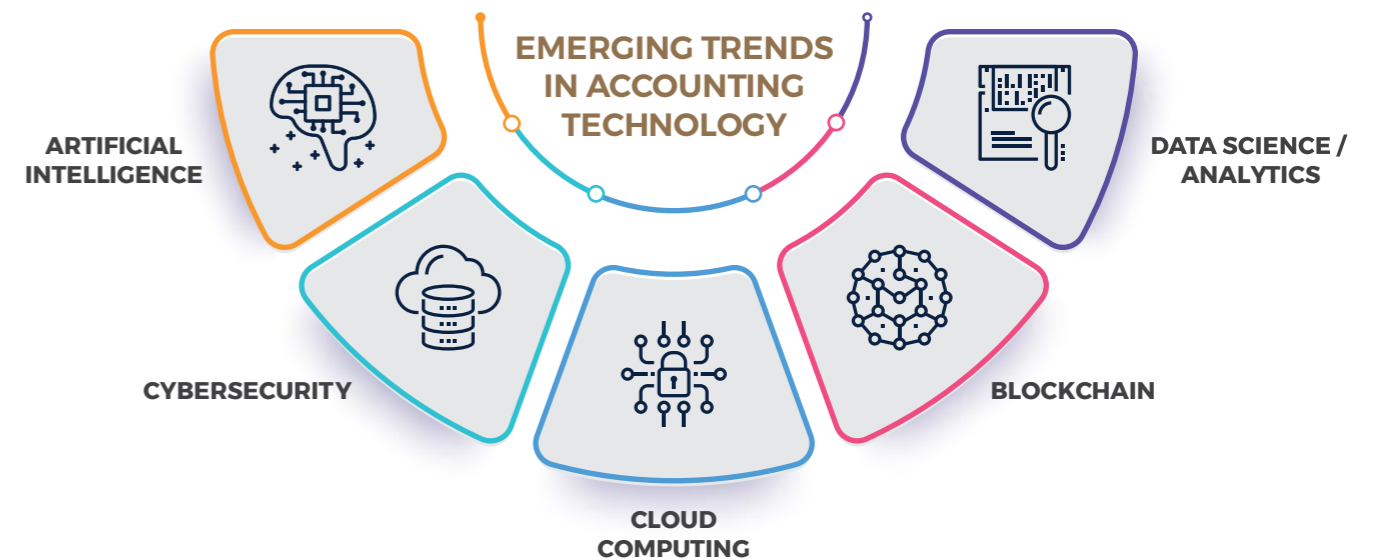 EMERGING TRENDS
IN ACCOUNTING
TECHNOLOGY
ARTIFICIAL
INTELLIGENCE
CYBERSECURITY
CLOUD
COMPUTING
BLOCKCHAIN
DATA SCIENCE /
ANALYTICS